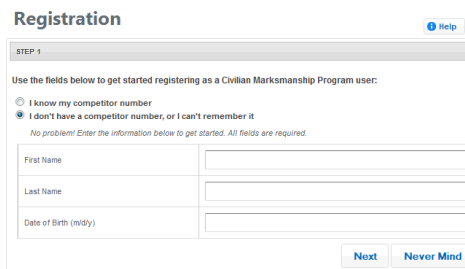 Registration
Help
STEP 1
Use the fields below to get started registering as a Civilian Marksmanship Program user:
I know my competitor number
I don't have a competitor number, or I can't remember it
No problem! Enter the information below to get started. All fields are required.
First Name
Last Name
Date of Birth (m/d/y)
Next Never Mind